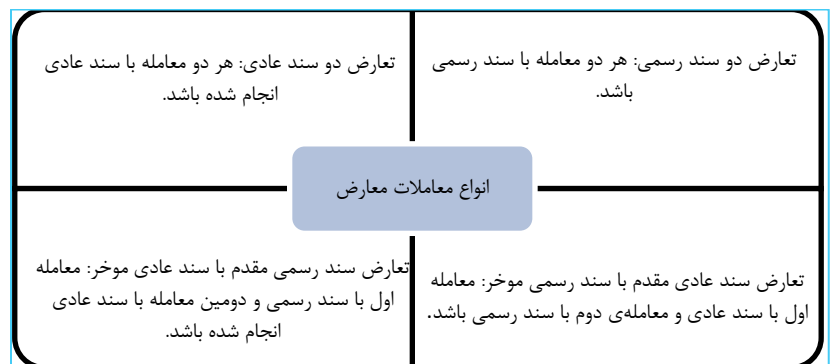 تعارض دو سند رسمی: هر دو معامله با سند رسمی
باشد.
تعارض دو سند عادی: هر دو معامله با سند عادی
انجام شده باشد.
انواع معاملات معارض
تعارض سند عادی مقدم با سند رسمی موخر: معامله
اول با سند عادی و معامله‌ی دوم با سند رسمی باشد.
تعارض سند رسمی مقدم با سند عادی موخر: معامله
اول با سند رسمی و دومین معامله با سند عادی
انجام شده باشد.